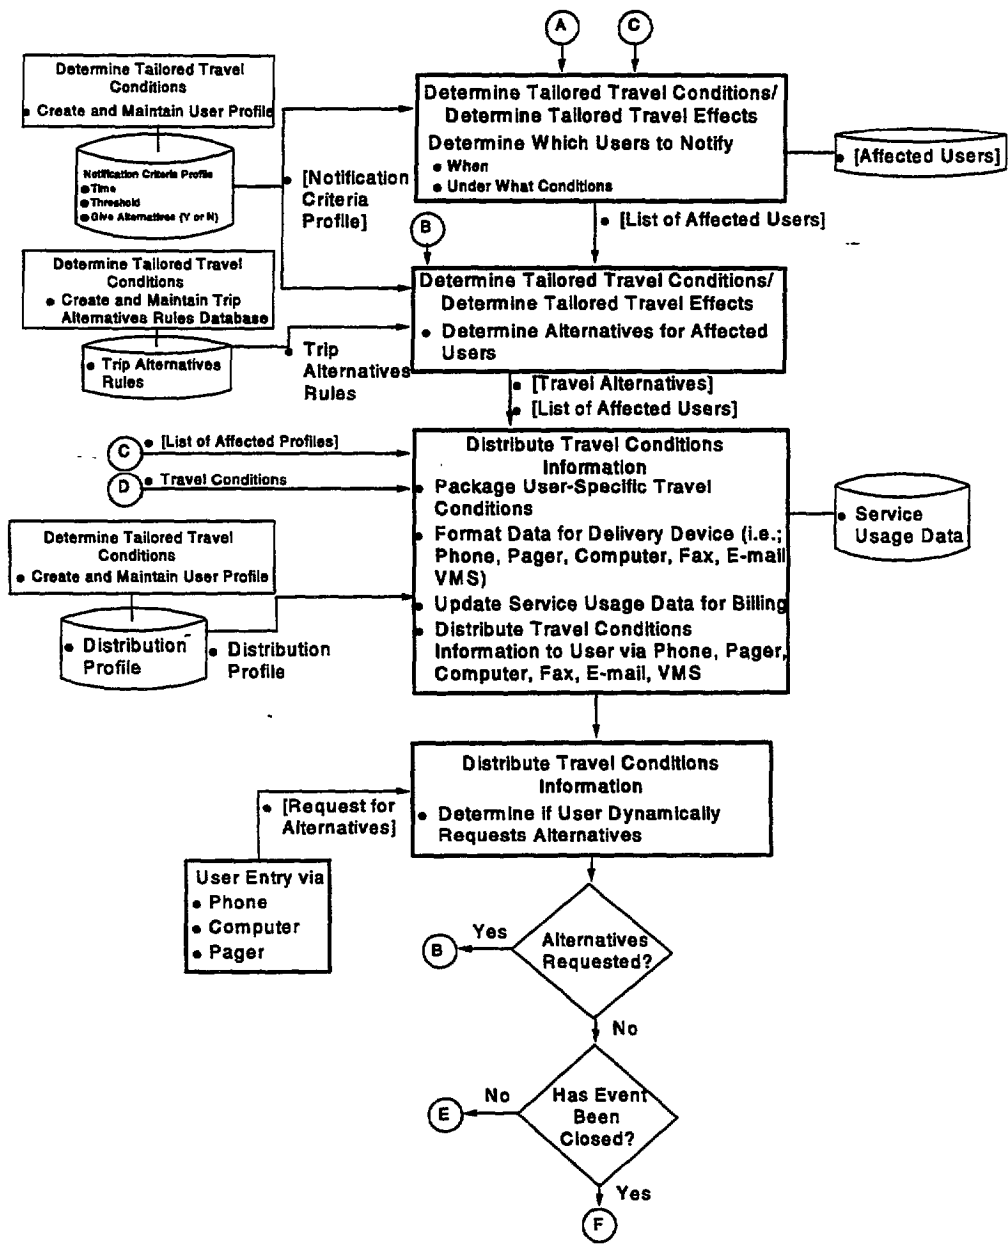 A
C
Determine Tailored Travel
Conditions
• Create and Maintain User Profile
Notification Criteria Profile
• Time
• Threshold
• Give Alternatives (Y or N)
• [Notification
Criteria
Profile]
Determine Tailored Travel Conditions/
Determine Tailored Travel Effects
Determine Which Users to Notify
• When
• Under What Conditions
• [Affected Users]
• [List of Affected Users]
B
Determine Tailored Travel
Conditions
• Create and Maintain Trip
Alternatives Rules Database
• Trip Alternatives
Rules
• Trip
Alternatives
Rules
Determine Tailored Travel Conditions/
Determine Tailored Travel Effects
• Determine Alternatives for Affected
Users
• [Travel Alternatives]
• [List of Affected Users]
C
• [List of Affected Profiles]
D
• Travel Conditions
Distribute Travel Conditions
Information
• Package User-Specific Travel
Conditions
• Format Data for Delivery Device (i.e.;
Phone, Pager, Computer, Fax, E-mail
VMS)
• Update Service Usage Data for Billing
• Distribute Travel Conditions
Information to User via Phone, Pager,
Computer, Fax, E-mail, VMS
• Service
Usage Data
Determine Tailored Travel
Conditions
• Create and Maintain User Profile
• Distribution
Profile
• Distribution
Profile
Distribute Travel Conditions
Information
• Determine if User Dynamically
Requests Alternatives
• [Request for
Alternatives]
User Entry via
• Phone
• Computer
• Pager
Alternatives
Requested?
Yes
B
No
Has Event
Been
Closed?
No
E
Yes
F